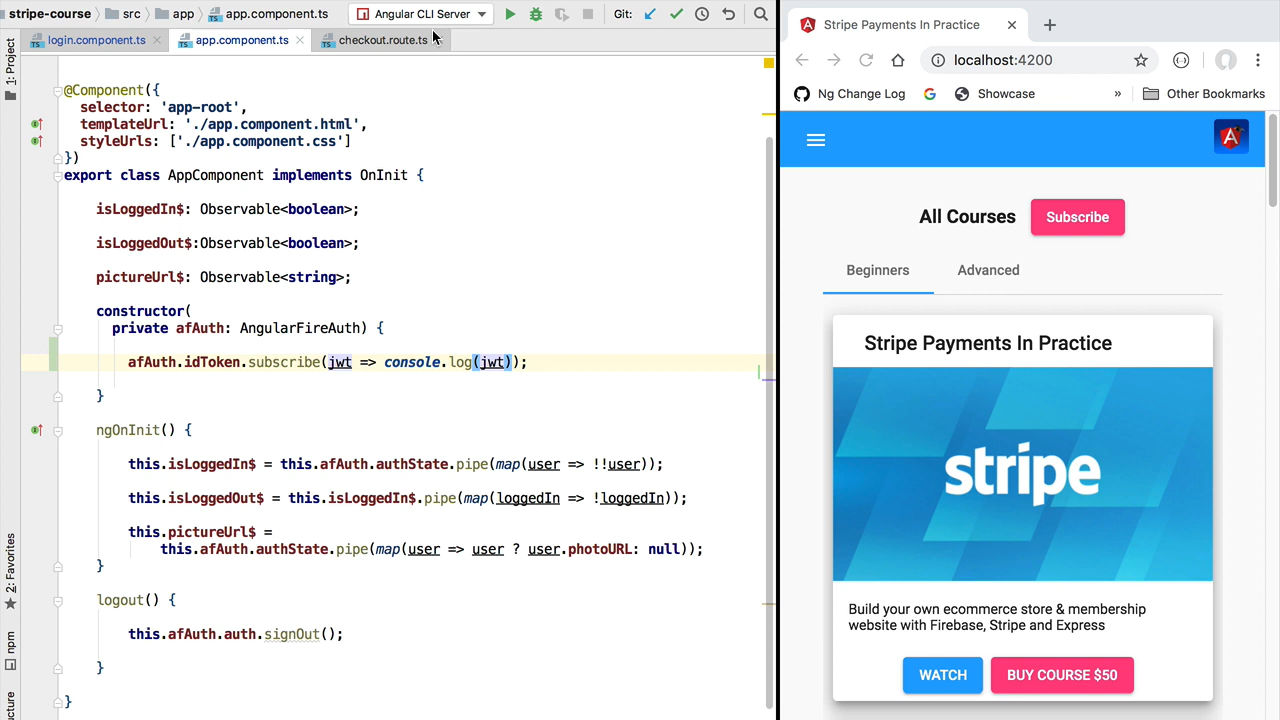 stripe-course
src
app
app.component.ts
Angular CLI Server
Git:
login.component.ts
app.component.ts
checkout.route.ts
1: Project
2: Favorites
npm
@Component({
selector: 'app-root',
templateUrl: './app.component.html',
styleUrls: ['./app.component.css']
})
export class AppComponent implements OnInit {
isLoggedIn$: Observable<boolean>;
isLoggedOut$:Observable<boolean>;
pictureUrl$: Observable<string>;
constructor(
private afAuth: AngularFireAuth) {
afAuth.idToken.subscribe(jwt => console.log(jwt));
}
ngOnInit() {
this.isLoggedIn$ = this.afAuth.authState.pipe(map(user => !!user));
this.isLoggedOut$ = this.isLoggedIn$.pipe(map(loggedIn => !loggedIn));
this.pictureUrl$ =
this.afAuth.authState.pipe(map(user => user ? user.photoURL: null));
}
logout() {
this.afAuth.auth.signOut();
}
}
Stripe Payments In Practice
localhost:4200
Ng Change Log
Showcase
»
Other Bookmarks
All Courses
Subscribe
Beginners
Advanced
Stripe Payments In Practice
stripe
Build your own ecommerce store & membership
website with Firebase, Stripe and Express
WATCH
BUY COURSE $50